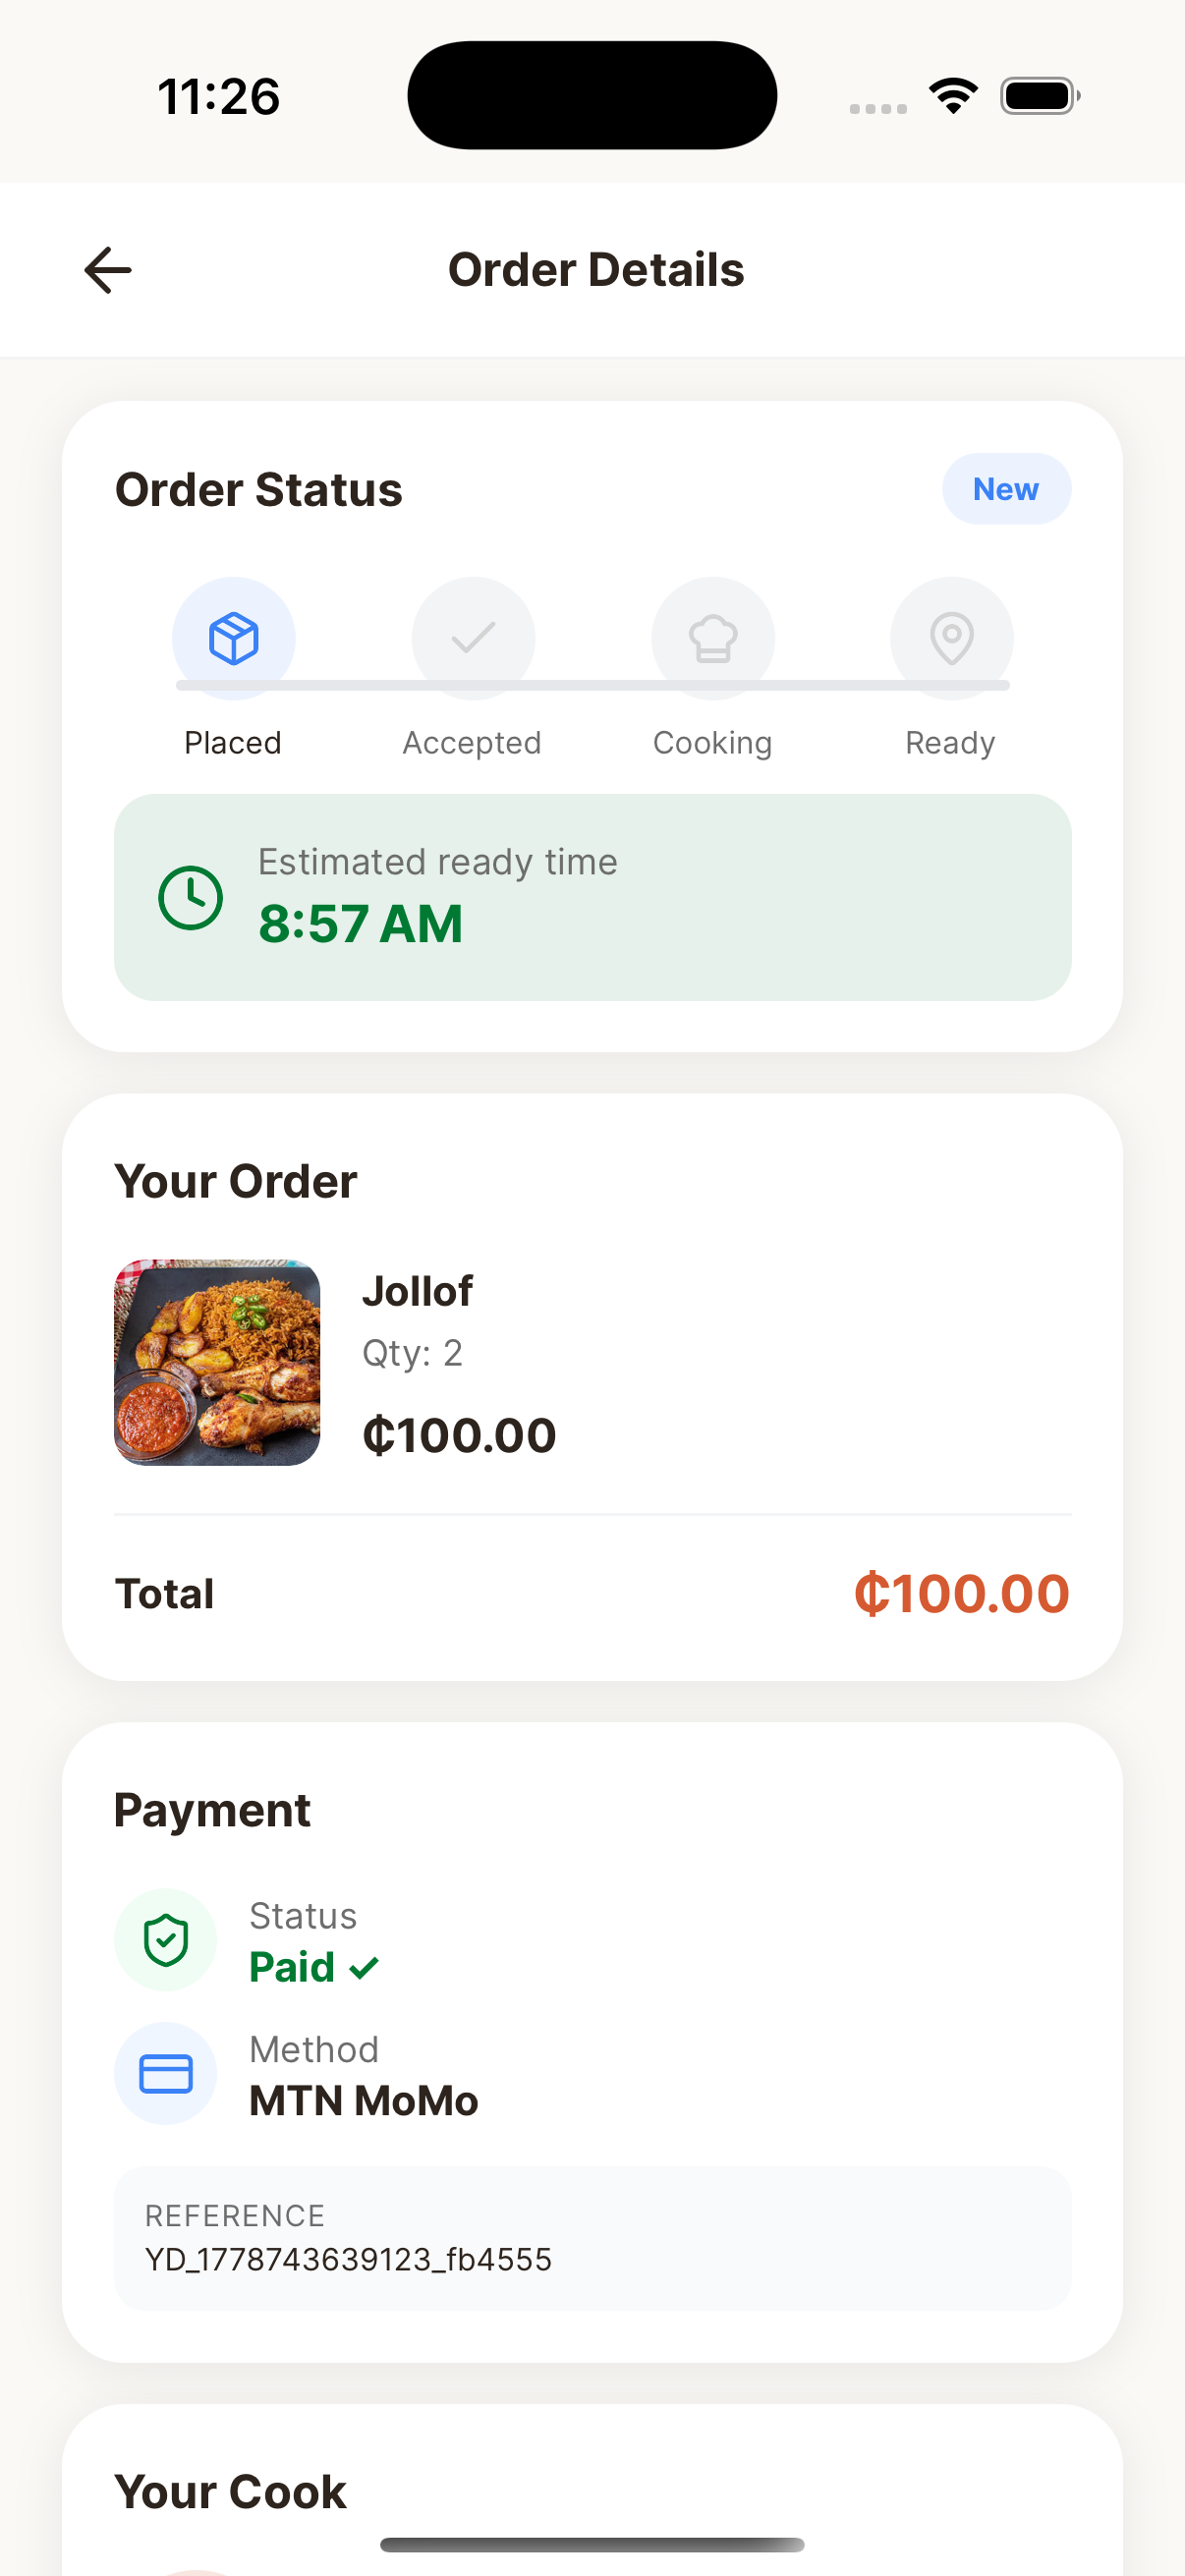 11:26
Order Details
Order Status
New
Placed
Accepted
Cooking
Ready
Estimated ready time
8:57 AM
Your Order
Jollof
Qty: 2
₵100.00
Total
₵100.00
Payment
Status
Paid ✓
Method
MTN MoMo
REFERENCE
YD_1778743639123_fb4555
Your Cook